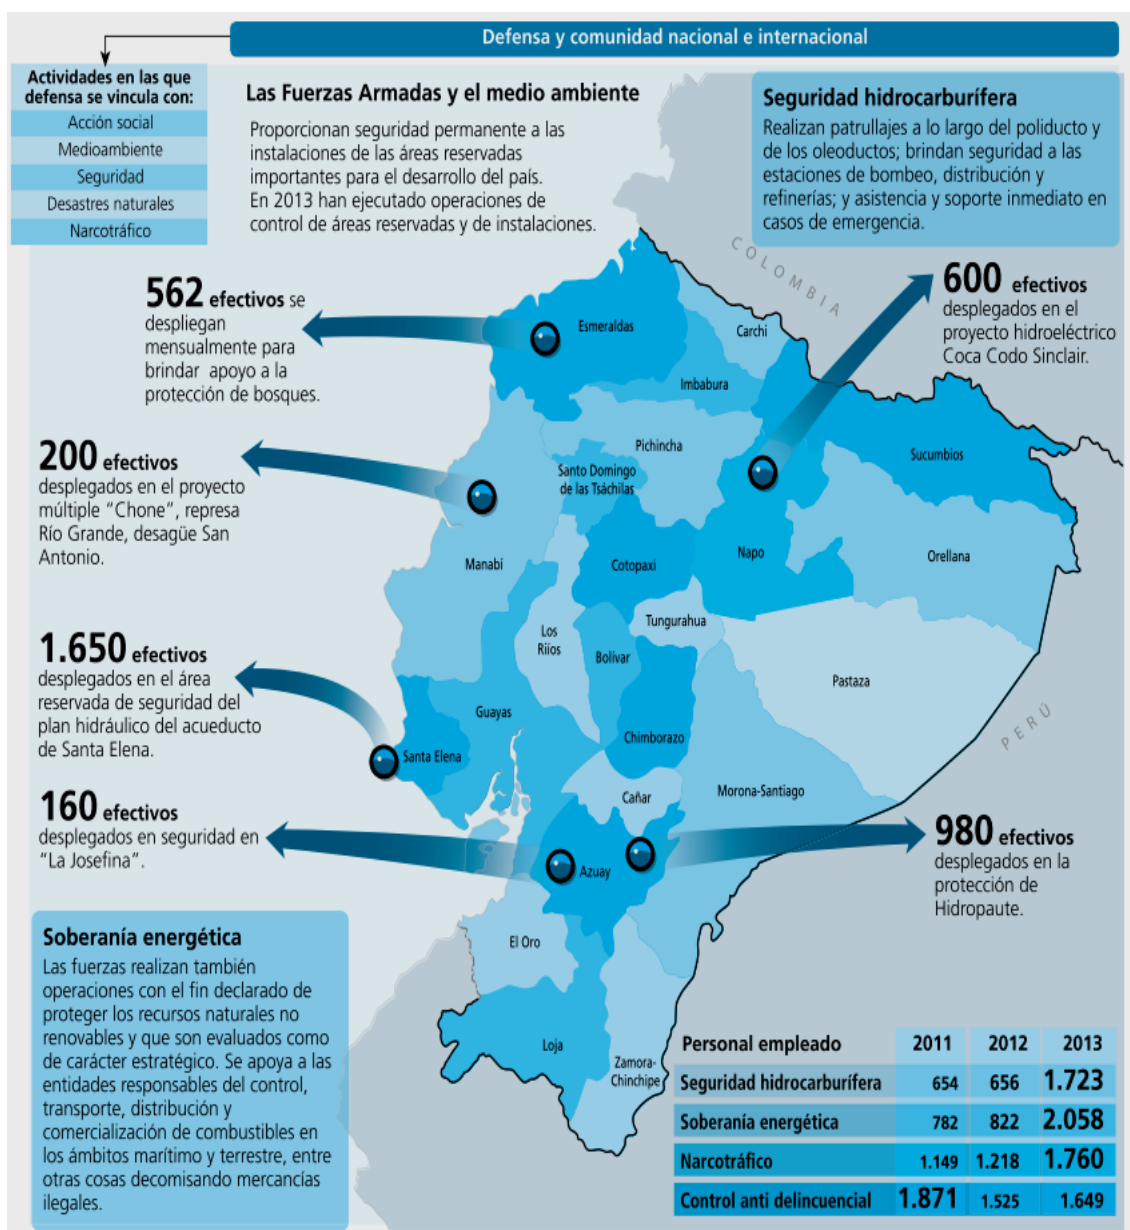 Defensa y comunidad nacional e internacional
Actividades en las que
defensa se vincula con:
Acción social
Medioambiente
Seguridad
Desastres naturales
Narcotráfico
Las Fuerzas Armadas y el medio ambiente
Proporcionan seguridad permanente a las
instalaciones de las áreas reservadas
importantes para el desarrollo del país.
En 2013 han ejecutado operaciones de
control de áreas reservadas y de instalaciones.
Seguridad hidrocarburífera
Realizan patrullajes a lo largo del poliducto y
de los oleoductos; brindan seguridad a las
estaciones de bombeo, distribución y
refinerías; y asistencia y soporte inmediato en
casos de emergencia.
562 efectivos se
despliegan
mensualmente para
brindar apoyo a la
protección de bosques.
600 efectivos
desplegados en el
proyecto hidroeléctrico
Coca Codo Sinclair.
200 efectivos
desplegados en el proyecto
múltiple “Chone”, represa
Río Grande, desagüe San
Antonio.
1.650 efectivos
desplegados en el área
reservada de seguridad del
plan hidráulico del acueducto
de Santa Elena.
160 efectivos
desplegados en seguridad en
“La Josefina”.
980 efectivos
desplegados en la
protección de
Hidropaute.
COLOMBIA
PERÚ
Esmeraldas
Carchi
Imbabura
Pichincha
Sucumbios
Santo Domingo
de las Tsáchilas
Manabí
Cotopaxi
Napo
Orellana
Los
Riios
Tungurahua
Bolívar
Pastaza
Guayas
Chimborazo
Santa Elena
Cañar
Morona-Santiago
Azuay
El Oro
Loja
Zamora-
Chinchipe
Soberanía energética
Las fuerzas realizan también
operaciones con el fin declarado de
proteger los recursos naturales no
renovables y que son evaluados como
de carácter estratégico. Se apoya a las
entidades responsables del control,
transporte, distribución y
comercialización de combustibles en
los ámbitos marítimo y terrestre, entre
otras cosas decomisando mercancías
ilegales.
Personal empleado 2011 2012 2013
Seguridad hidrocarburífera 654 656 1.723
Soberanía energética 782 822 2.058
Narcotráfico 1.149 1.218 1.760
Control anti delincuencial 1.871 1.525 1.649